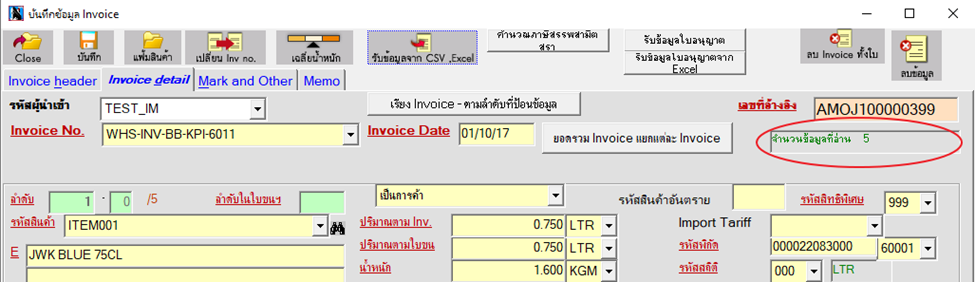 บันทึกข้อมูล Invoice
Close
บันทึก
แฟ้มสินค้า
เปลี่ยน Inv no.
เฉลี่ยน้ำหนัก
รับข้อมูลจาก CSV ,Excel
คำนวณภาษีสรรพสามิต
สุรา
รับข้อมูลใบอนุญาต
รับข้อมูลใบอนุญาตจาก
Excel
ลบ Invoice ทั้งใบ
ลบข้อมูล
Invoice header
Invoice detail
Mark and Other
Memo
รหัสผู้นำเข้า TEST_IM
เรียง Invoice - ตามลำดับที่ป้อนข้อมูล
เลขที่อ้างอิง AMOJ100000399
Invoice No. WHS-INV-BB-KPI-6011
Invoice Date 01/10/17
ยอดรวม Invoice แยกแต่ละ Invoice
จำนวนข้อมูลที่อ่าน 5
ลำดับ 1 - 0 /5
ลำดับในใบขนฯ
เป็นการค้า
รหัสสินค้าอันตราย
รหัสสิทธิพิเศษ 999
รหัสสินค้า ITEM001
ปริมาณตาม Inv. 0.750 LTR
Import Tariff
E JWK BLUE 75CL
ปริมาณตามใบขน 0.750 LTR
รหัสพิกัด 000022083000 60001
น้ำหนัก 1.600 KGM
รหัสสถิติ 000 LTR